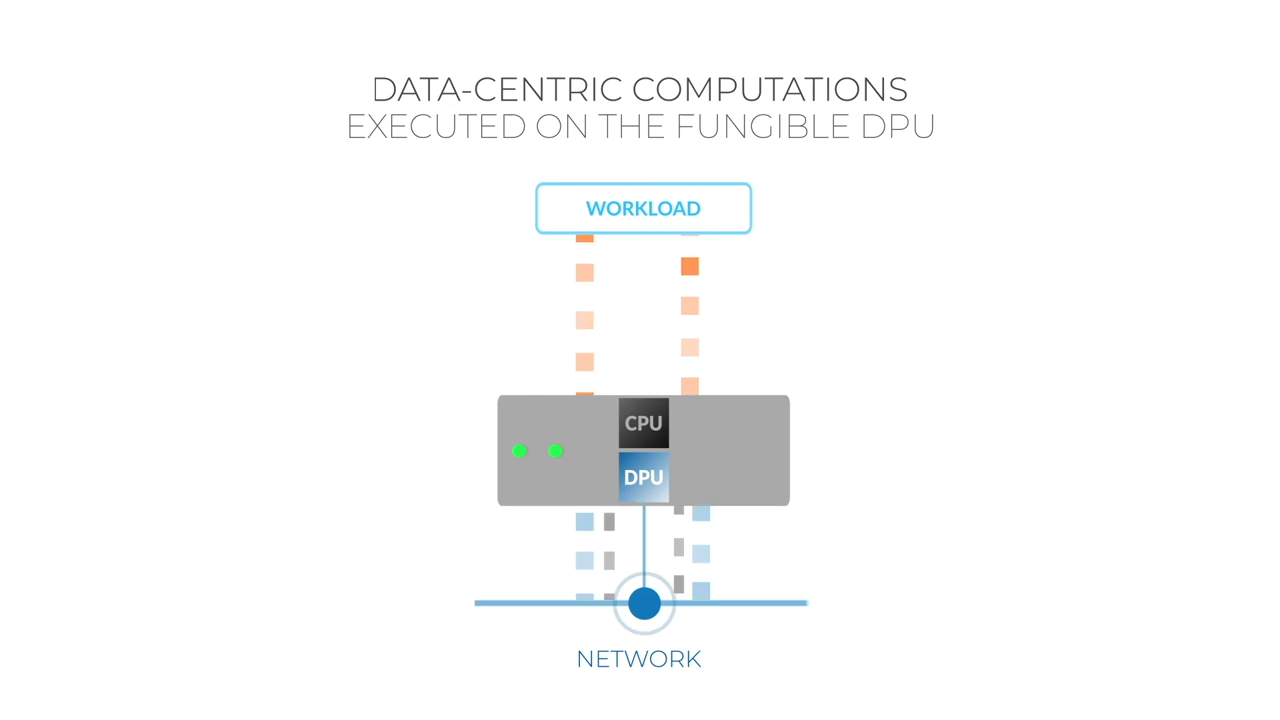 DATA-CENTRIC COMPUTATIONS
EXECUTED ON THE FUNGIBLE DPU
WORKLOAD
CPU
DPU
NETWORK